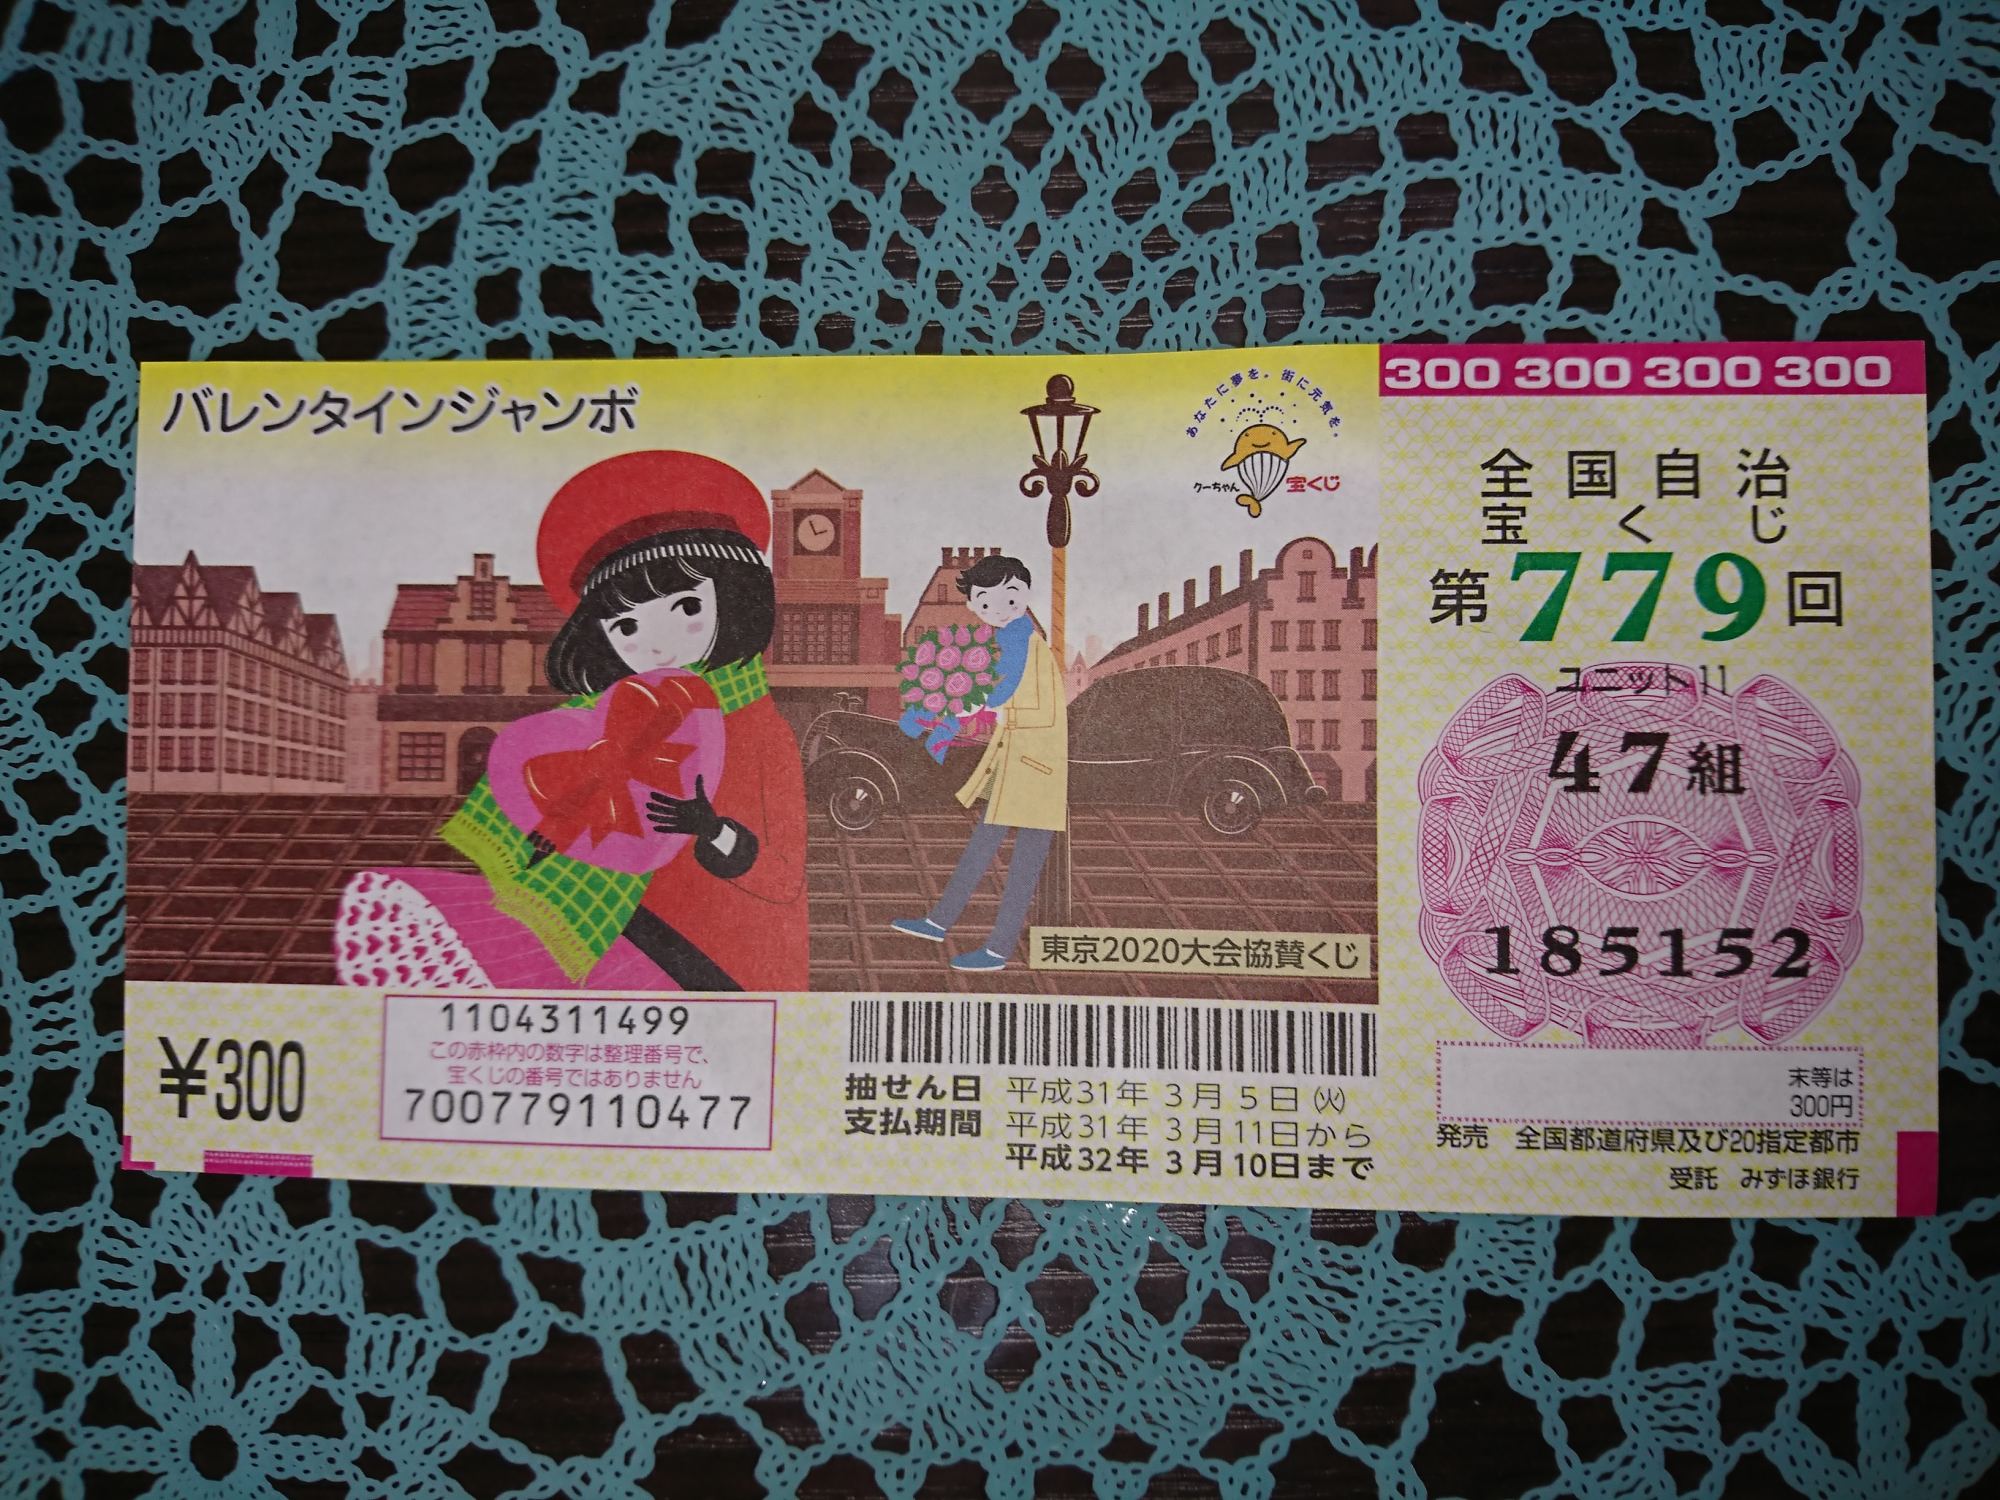 バレンタインジャンボ
あなたに夢を。街に元気を。
クーちゃん 宝くじ
東京2020大会協賛くじ
¥300
1104311499
この赤枠内の数字は整理番号で、
宝くじの番号ではありません
700779110477
抽せん日 平成31年 3月 5日(火)
支払期間 平成31年 3月11日から
平成32年 3月10日まで
300 300 300 300
全国自治
宝くじ
第779回
ユニット11
47組
185152
末等は
300円
発売 全国都道府県及び20指定都市
受託 みずほ銀行